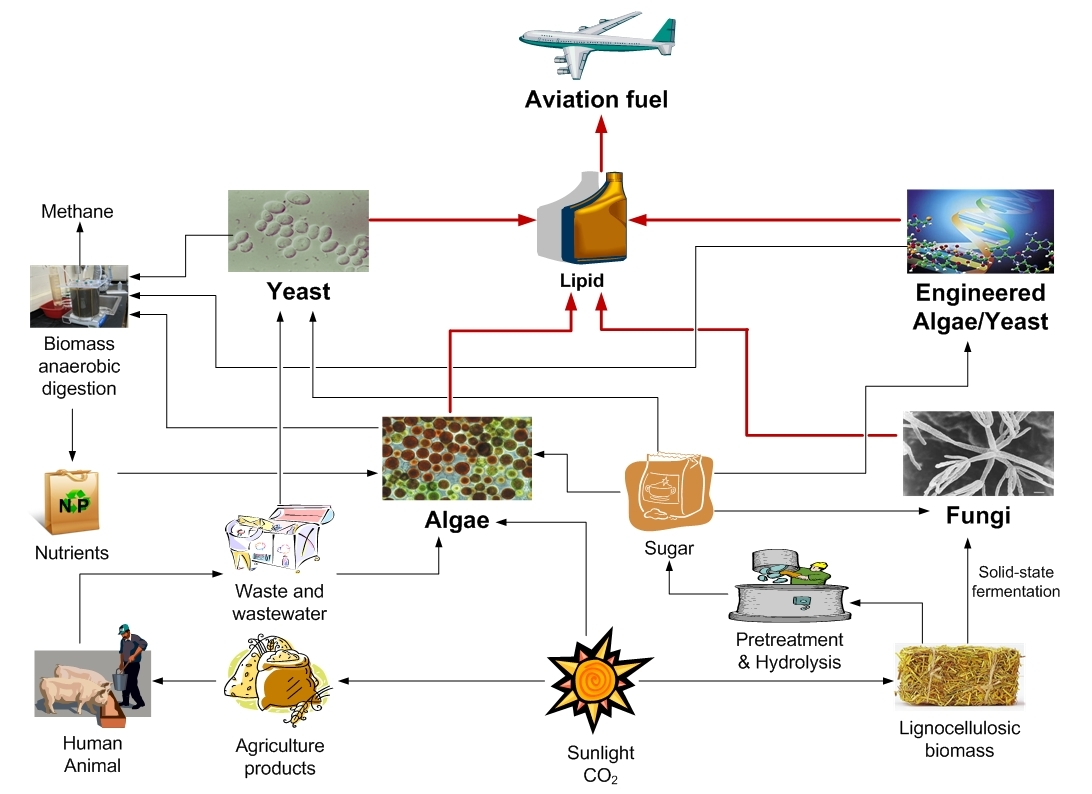 Aviation fuel
Methane
Lipid
Yeast
Engineered
Algae/Yeast
Biomass
anaerobic
digestion
N P
Nutrients
Algae
Fungi
Sugar
Solid-state
fermentation
Waste and
wastewater
Pretreatment
& Hydrolysis
Human
Animal
Agriculture
products
Sunlight
CO₂
Lignocellulosic
biomass